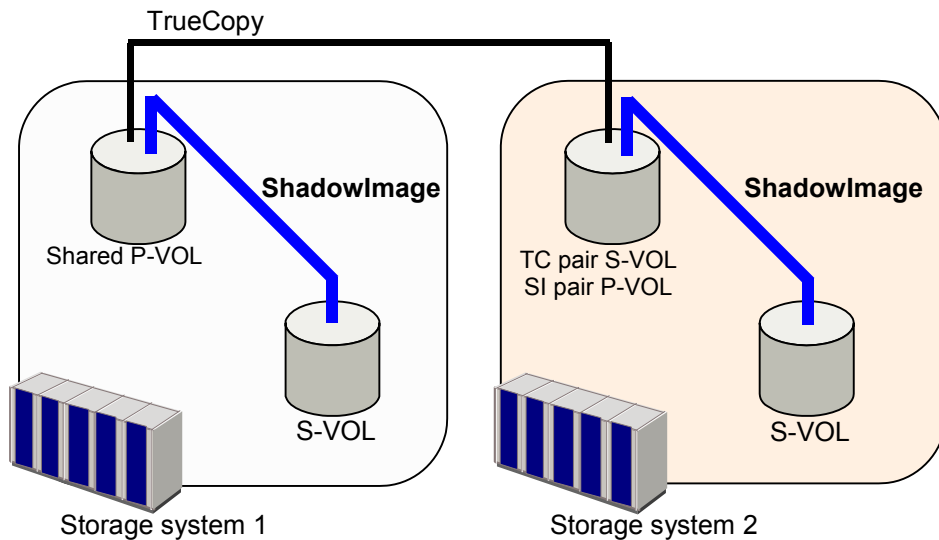 TrueCopy
ShadowImage
ShadowImage
Shared P-VOL
TC pair S-VOL
SI pair P-VOL
S-VOL
S-VOL
Storage system 1
Storage system 2